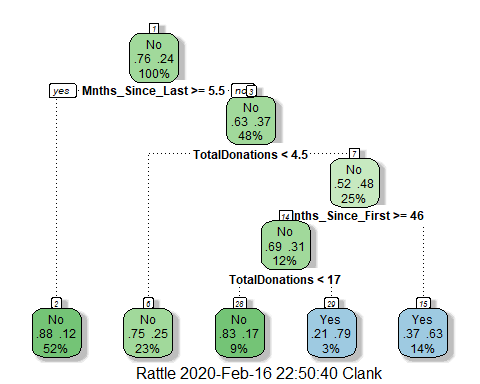 1
No
.76 .24
100%
yes Mnths_Since_Last >= 5.5 no
3
No
.63 .37
48%
TotalDonations < 4.5
7
No
.52 .48
25%
nths_Since_First >= 46
14
No
.69 .31
12%
TotalDonations < 17
2 6 28 29 15
No No No Yes Yes
.88 .12 .75 .25 .83 .17 .21 .79 .37 .63
52% 23% 9% 3% 14%
Rattle 2020-Feb-16 22:50:40 Clank